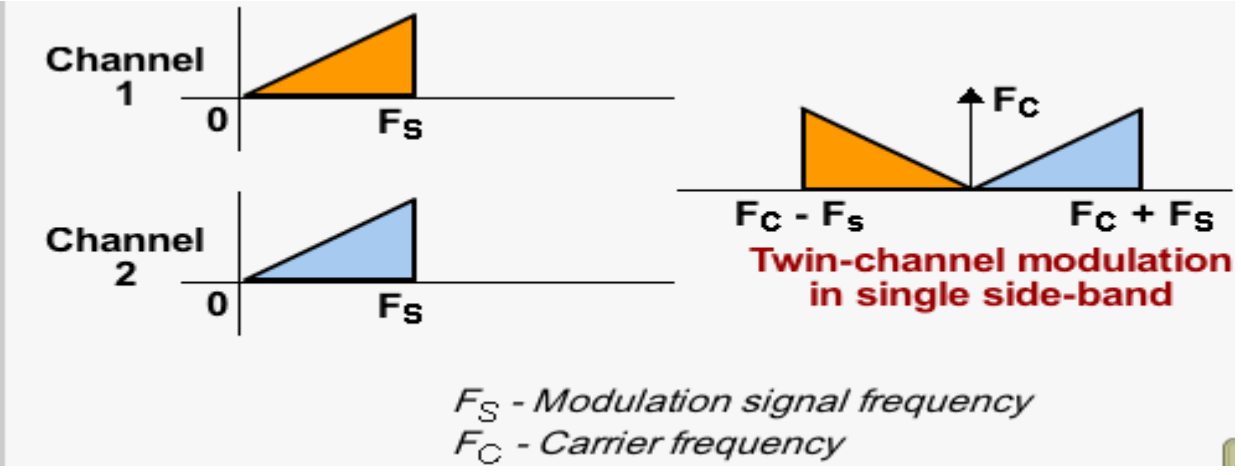 Channel
1
0
FS
Channel
2
0
FS
FC
FC - Fs
FC + FS
Twin-channel modulation
in single side-band
FS - Modulation signal frequency
FC - Carrier frequency